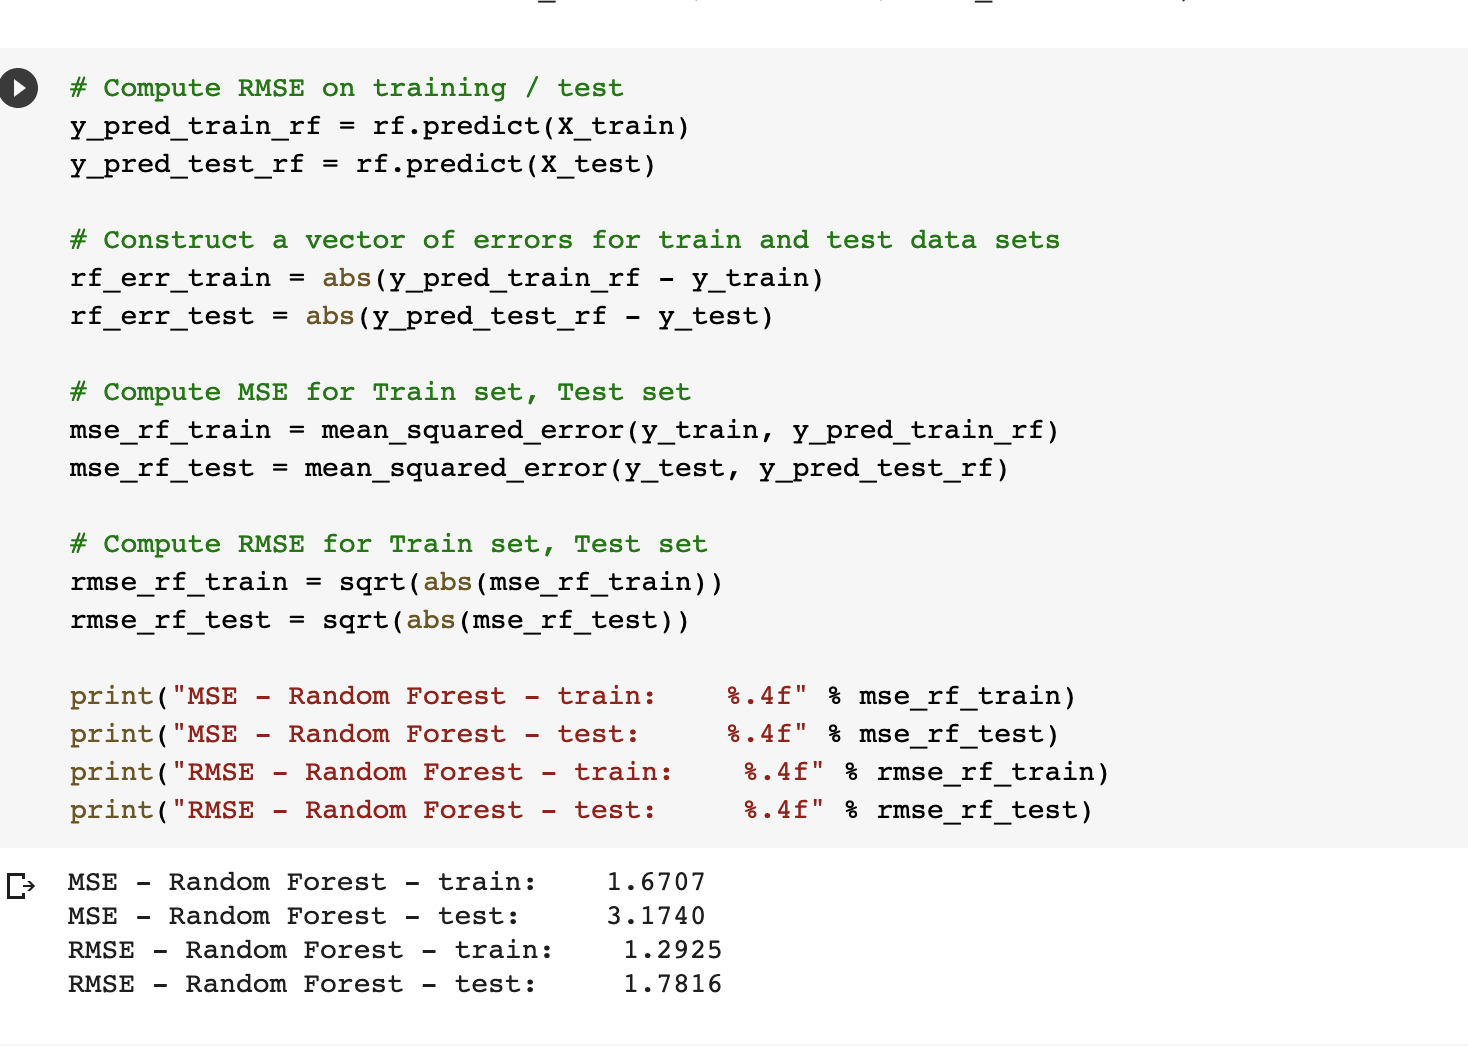 # Compute RMSE on training / test
y_pred_train_rf = rf.predict(X_train)
y_pred_test_rf = rf.predict(X_test)
# Construct a vector of errors for train and test data sets
rf_err_train = abs(y_pred_train_rf - y_train)
rf_err_test = abs(y_pred_test_rf - y_test)
# Compute MSE for Train set, Test set
mse_rf_train = mean_squared_error(y_train, y_pred_train_rf)
mse_rf_test = mean_squared_error(y_test, y_pred_test_rf)
# Compute RMSE for Train set, Test set
rmse_rf_train = sqrt(abs(mse_rf_train))
rmse_rf_test = sqrt(abs(mse_rf_test))
print("MSE - Random Forest - train:    %.4f" % mse_rf_train)
print("MSE - Random Forest - test:     %.4f" % mse_rf_test)
print("RMSE - Random Forest - train:    %.4f" % rmse_rf_train)
print("RMSE - Random Forest - test:     %.4f" % rmse_rf_test)
MSE - Random Forest - train:    1.6707
MSE - Random Forest - test:     3.1740
RMSE - Random Forest - train:    1.2925
RMSE - Random Forest - test:     1.7816